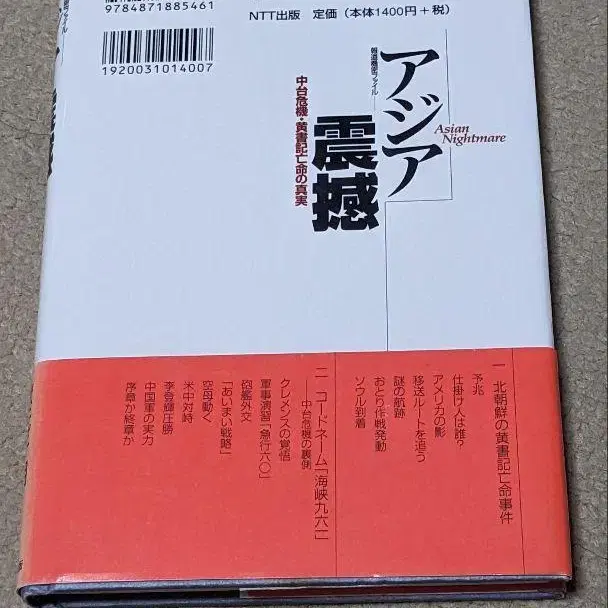 9784871885461
NTT出版 定価(本体1400円+税)
1920031014007
アジア
震撼
Asian
Nightmare
中台危機・黄書記亡命の真実
一 北朝鮮の黄書記亡命事件
予兆
仕掛け人は誰?
アメリカの影
移送ルートを追う
謎の航跡
おとり作戦発動
ソウル到着
二 コードネーム「海峡九六一」
――中台危機の裏側
クレメンスの覚悟
軍事演習「急行六〇」
砲艦外交
「あいまい戦略」
空母動く
米中対峙
李登輝圧勝
中国軍の実力
序章か終章か